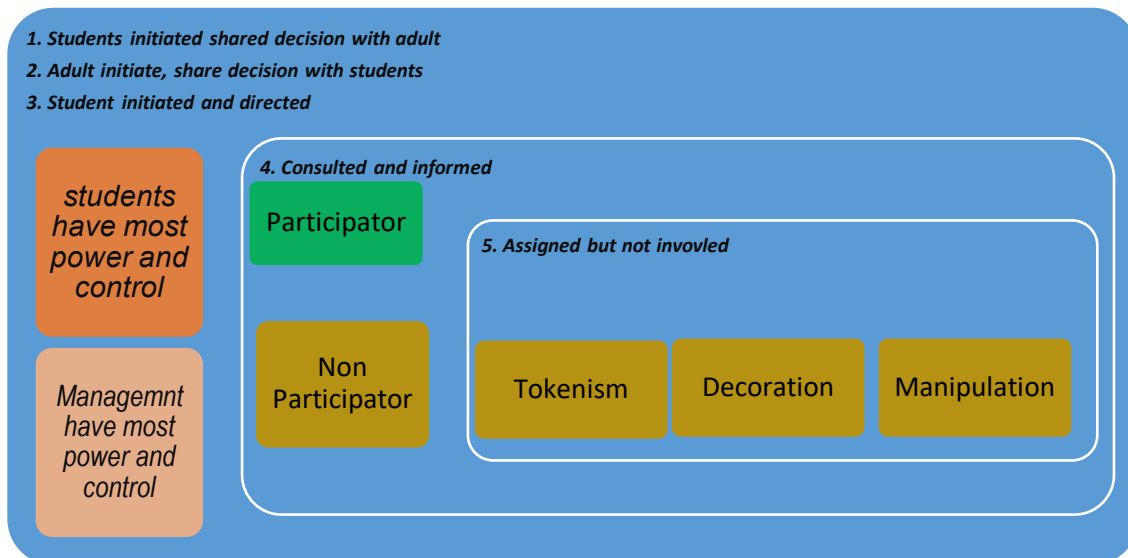 1. Students initiated shared decision with adult
2. Adult initiate, share decision with students
3. Student initiated and directed
students
have most
power and
control
Managemnt
have most
power and
control
4. Consulted and informed
Participator
Non
Participator
5. Assigned but not invovled
Tokenism
Decoration
Manipulation